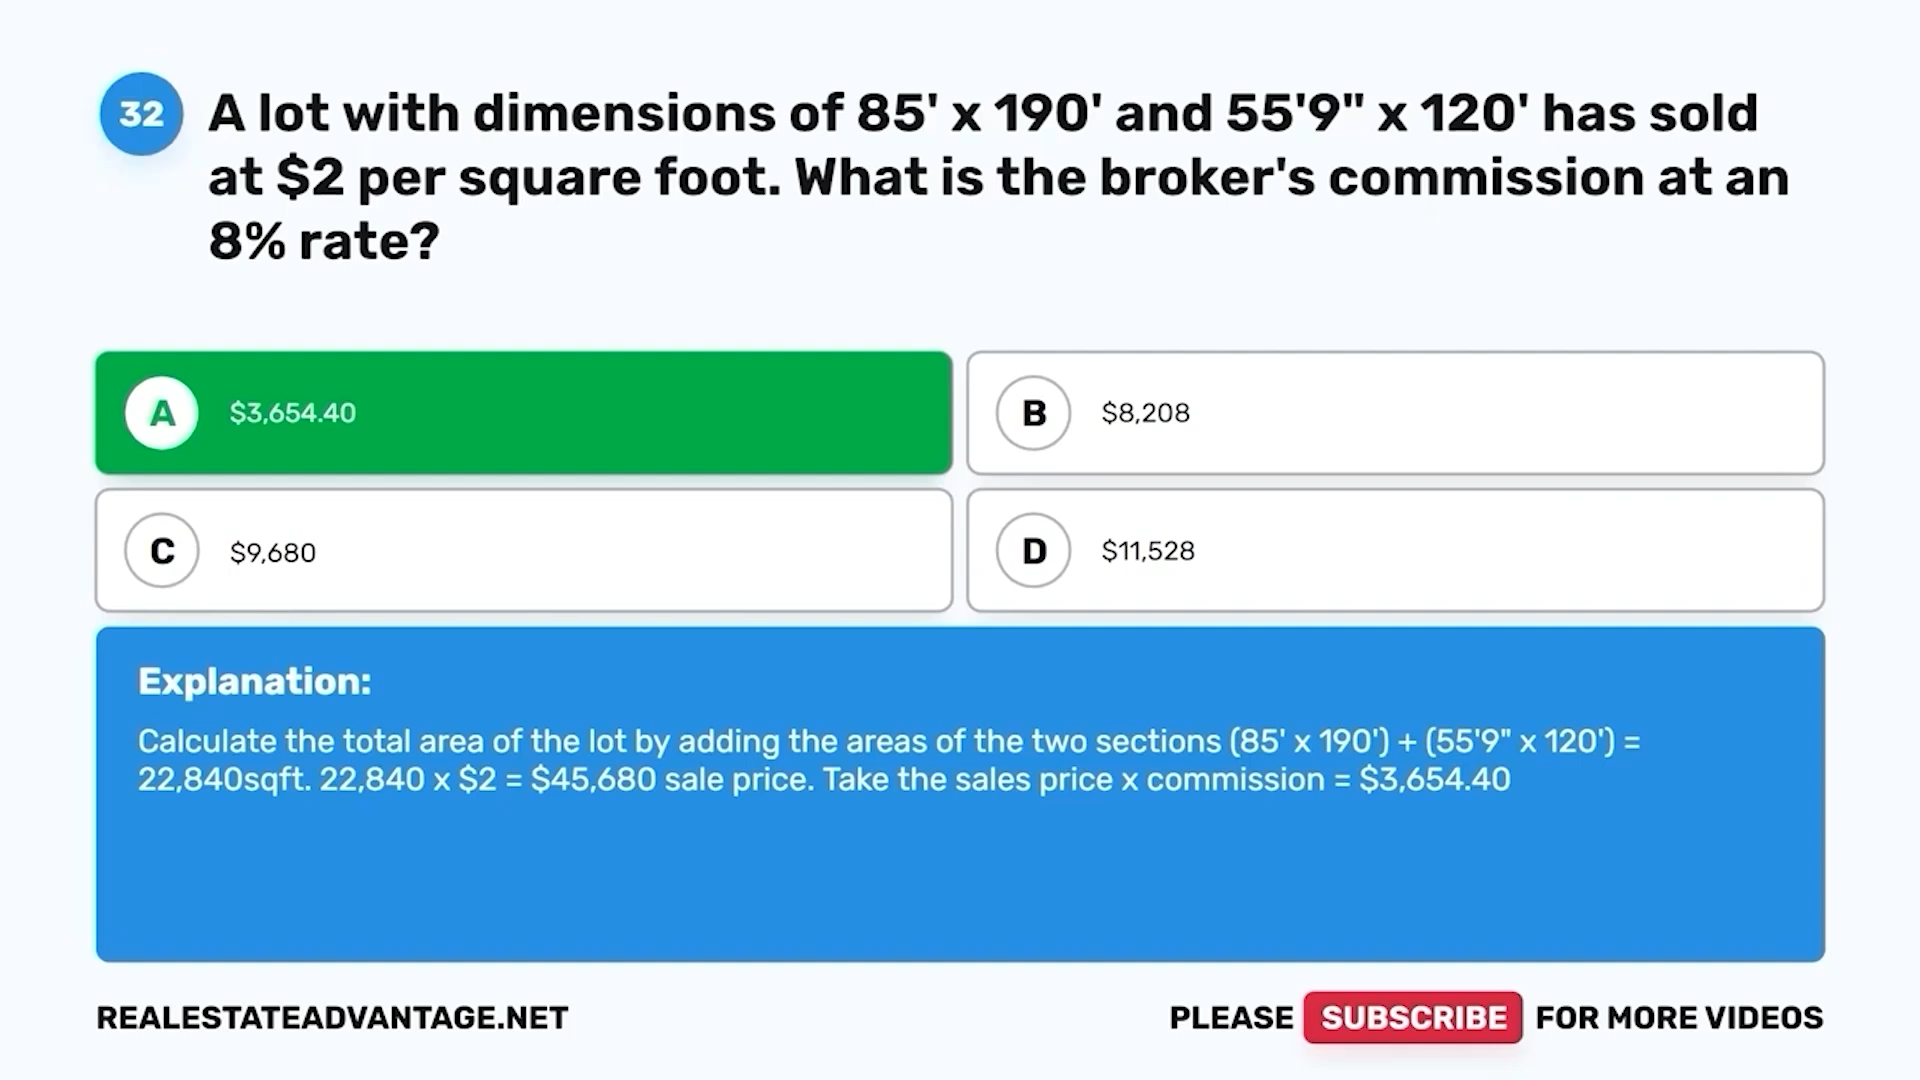 32
A lot with dimensions of 85' x 190' and 55'9" x 120' has sold
at $2 per square foot. What is the broker's commission at an
8% rate?
A $3,654.40
B $8,208
C $9,680
D $11,528
Explanation:
Calculate the total area of the lot by adding the areas of the two sections (85' x 190') + (55'9" x 120') =
22,840sqft. 22,840 x $2 = $45,680 sale price. Take the sales price x commission = $3,654.40
REALESTATEADVANTAGE.NET
PLEASE SUBSCRIBE FOR MORE VIDEOS